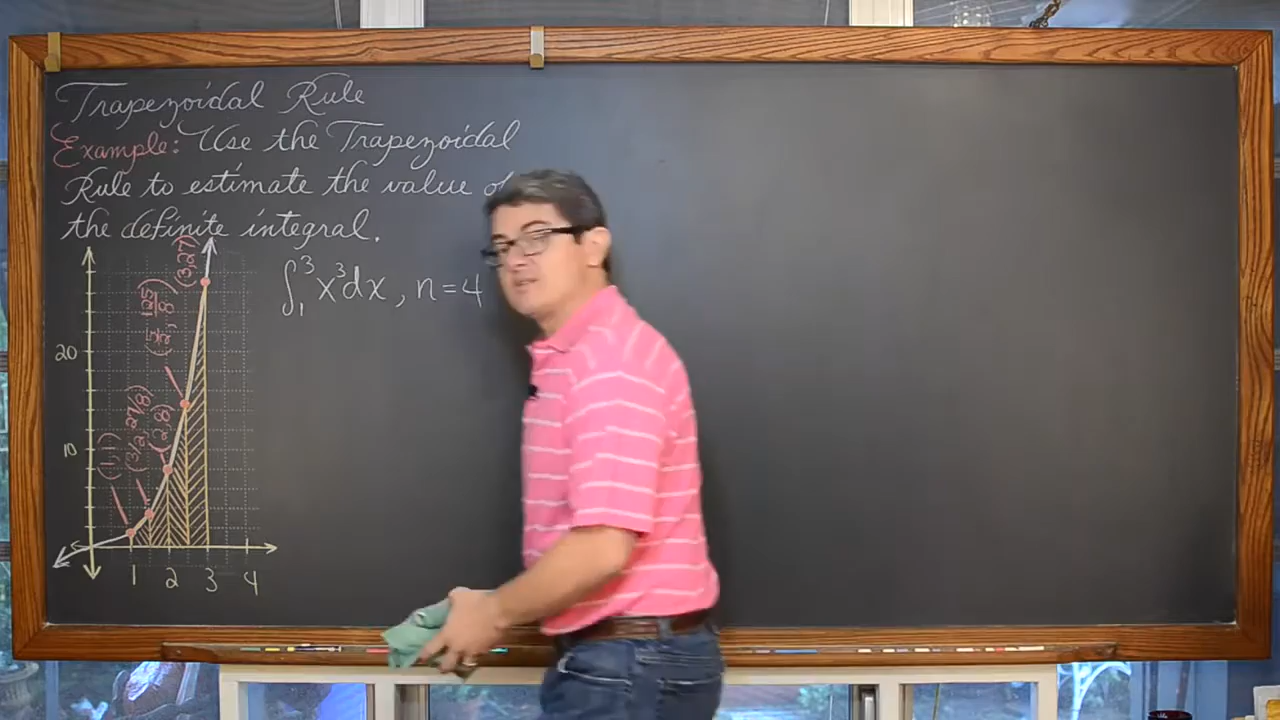 Trapezoidal Rule
Example: Use the Trapezoidal
Rule to estimate the value of
the definite integral.
∫₁³ x³dx, n=4
(3,27)
(5/2, 125/8)
20
(3/2, 27/8)
(2,8)
(1,1)
10
1 2 3 4